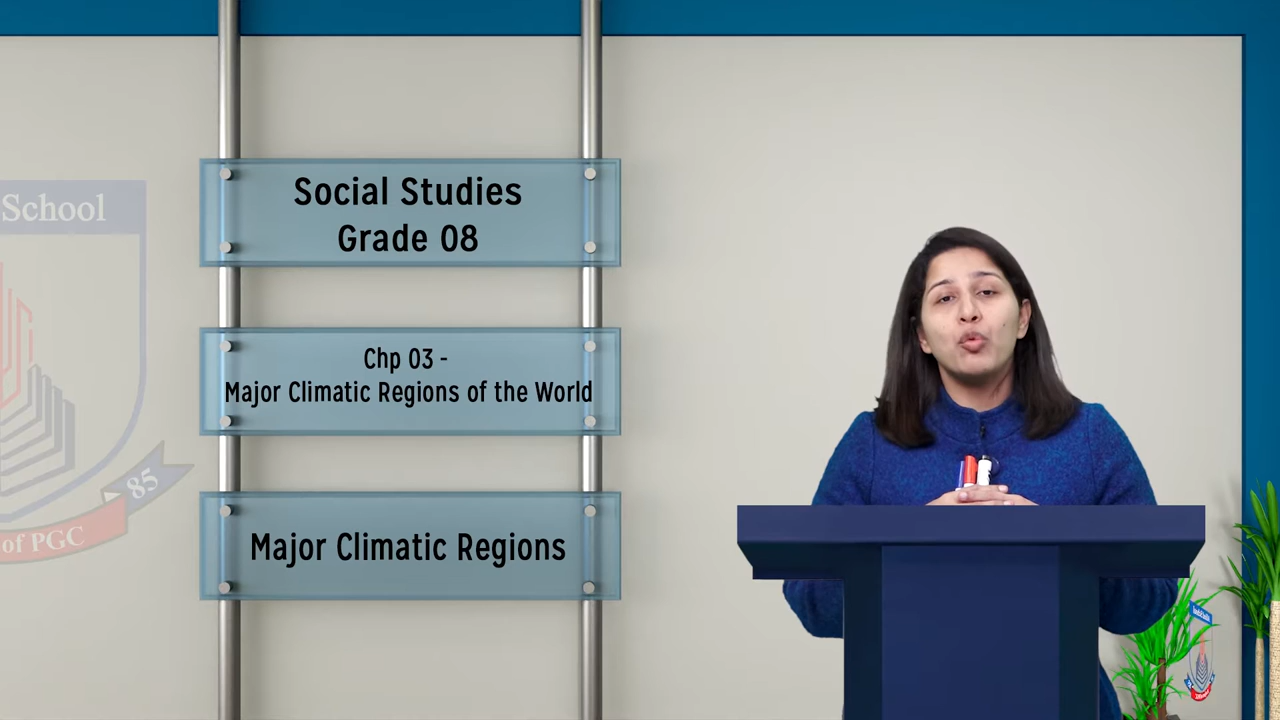 Social Studies
Grade 08
Chp 03 -
Major Climatic Regions of the World
Major Climatic Regions
School
85
of PGC